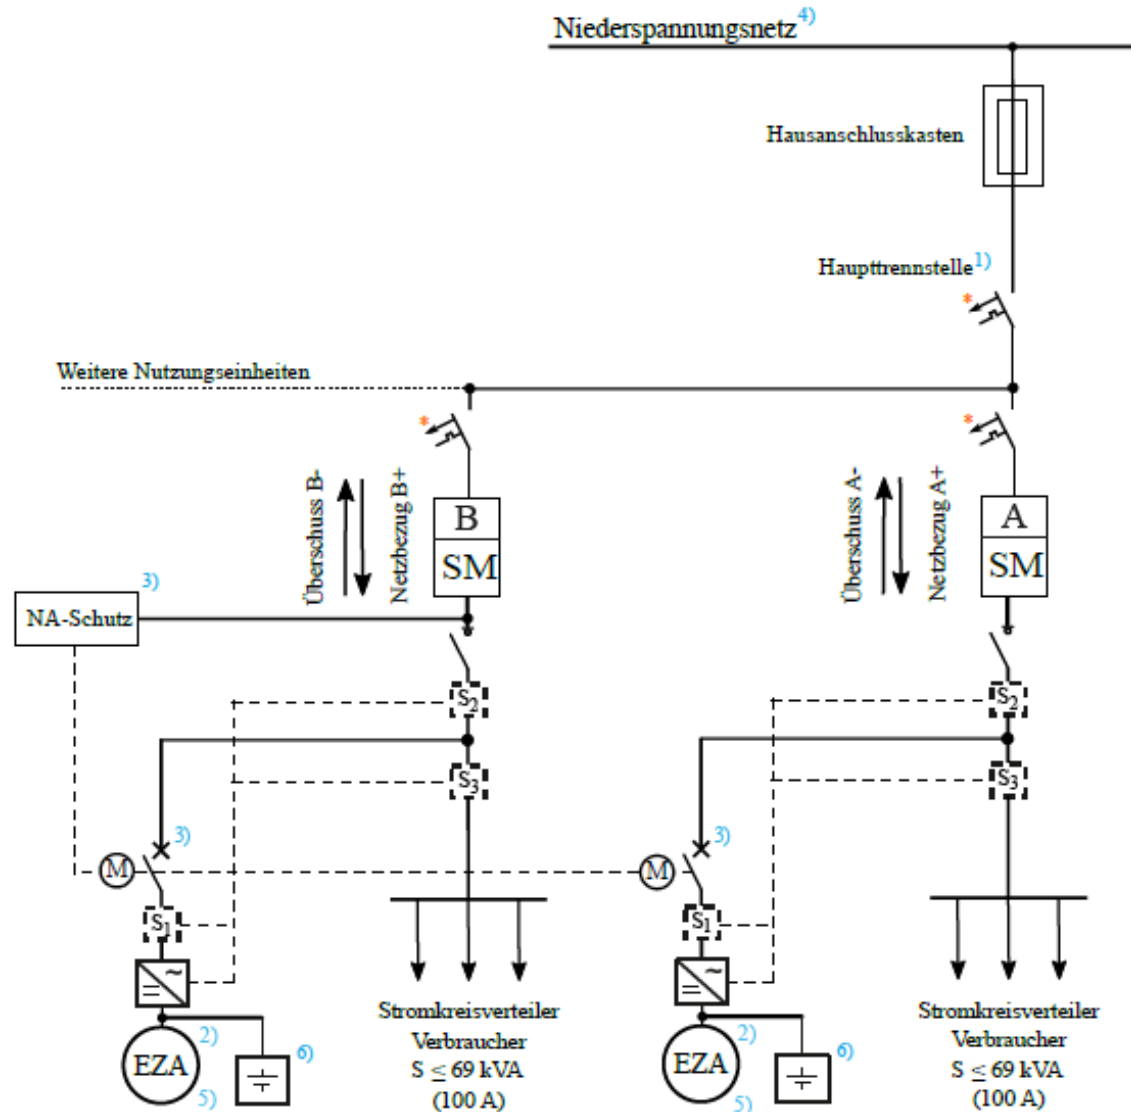 Niederspannungsnetz 4)
Hausanschlusskasten
Haupttrennstelle 1)
*
Weitere Nutzungseinheiten
*
*
Überschuss B-
Netzbezug B+
B
SM
Überschuss A-
Netzbezug A+
A
SM
NA-Schutz 3)
S2
S2
S3
S3
M
3)
M
3)
S1
S1
~
=
~
=
EZA
2)
5)
6)
EZA
2)
5)
6)
Stromkreisverteiler
Verbraucher
S ≤ 69 kVA
(100 A)
Stromkreisverteiler
Verbraucher
S ≤ 69 kVA
(100 A)